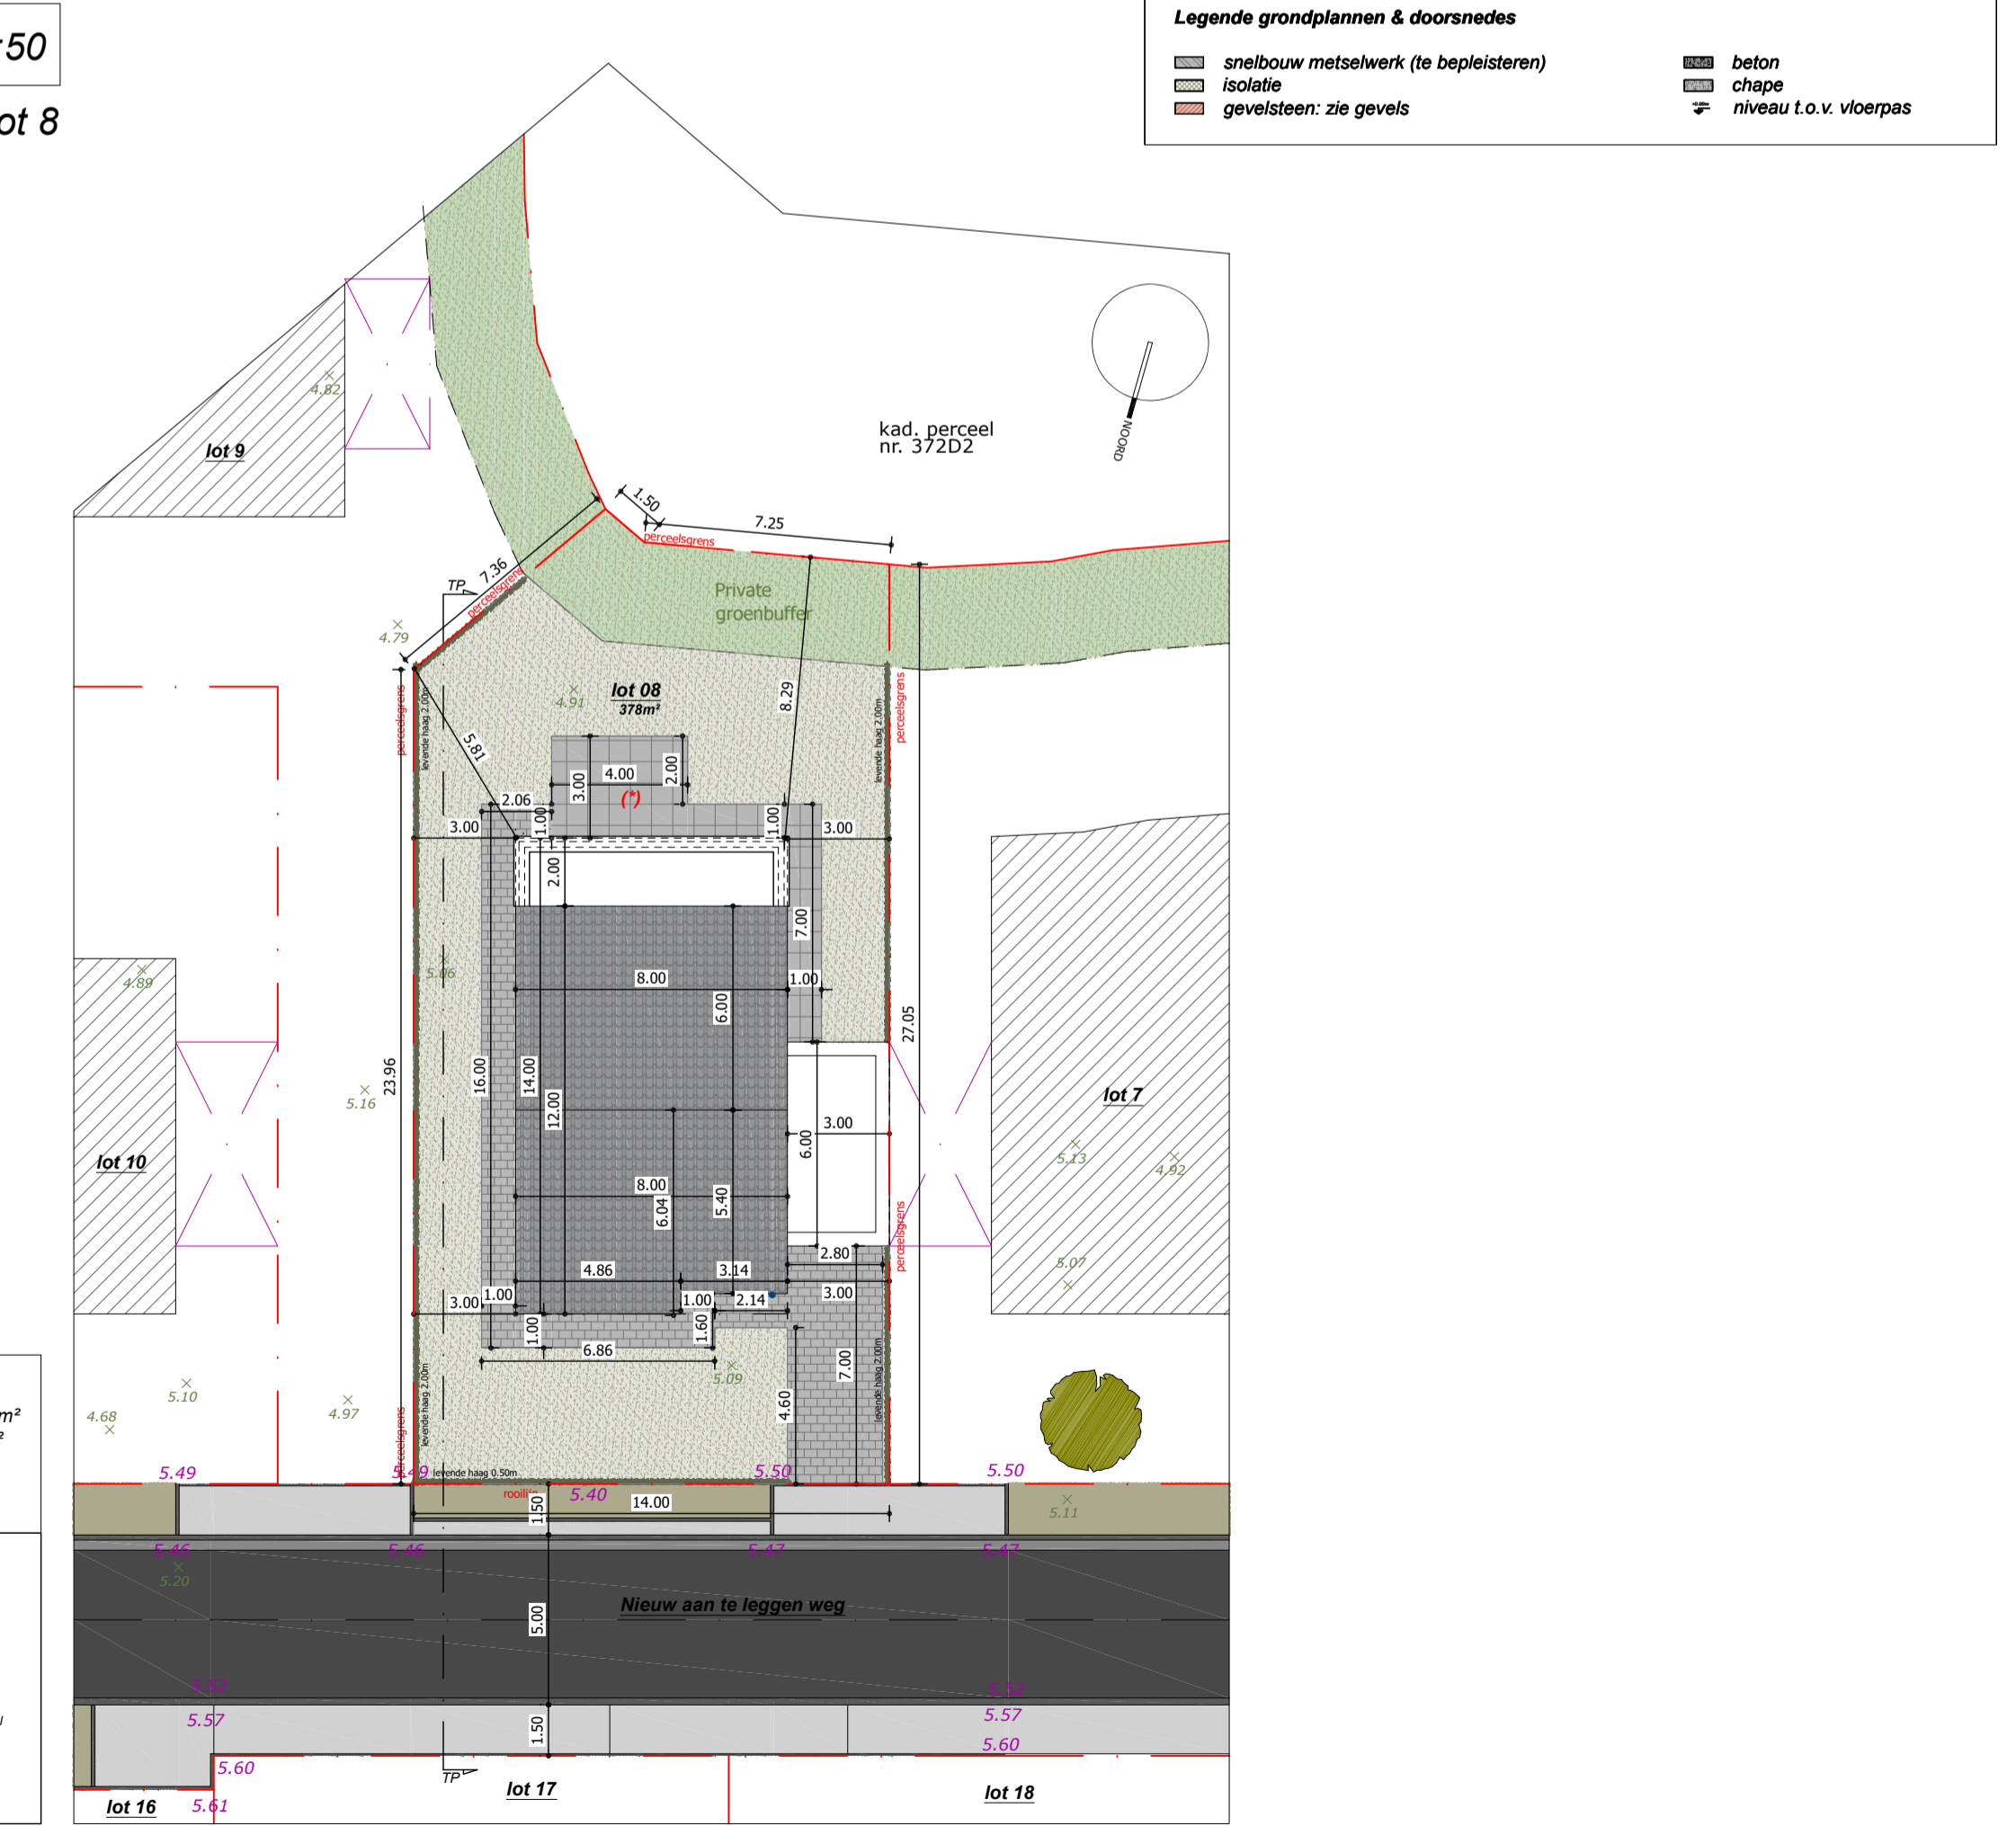 :50
ot 8
Legende grondplannen & doorsnedes
snelbouw metselwerk (te bepleisteren)
isolatie
gevelsteen: zie gevels
beton
chape
niveau t.o.v. vloerpas
4.82
lot 9
kad. perceel
nr. 372D2
NOORD
1.50
7.25
perceelsgrens
7.36
perceelsgrens
TP
Private
groenbuffer
4.79
lot 08
378m²
4.91
8.29
perceelsgrens
levende haag 2.00m
levende haag 2.00m
perceelsgrens
5.81
3.00
4.00
2.00
(*)
2.06
1.00
1.00
3.00
3.00
2.00
7.00
5.06
4.89
8.00
1.00
6.00
27.05
23.96
16.00
14.00
12.00
5.16
lot 7
3.00
6.00
5.13
4.92
lot 10
8.00
6.04
5.40
perceelsgrens
2.80
5.07
4.86
3.14
3.00
1.00
3.00
1.00
2.14
1.00
1.60
6.86
5.09
7.00
4.60
levende haag 2.00m
levende haag 2.00m
perceelsgrens
5.10
4.97
4.68
m²
5.49
5.49
levende haag 0.50m
5.50
5.50
rooilijn
5.40
1.50
14.00
5.11
5.46
5.46
5.47
5.47
5.20
Nieuw aan te leggen weg
5.00
5.57
5.52
5.57
5.57
1.50
5.60
5.60
TP
lot 17
lot 18
lot 16
5.61